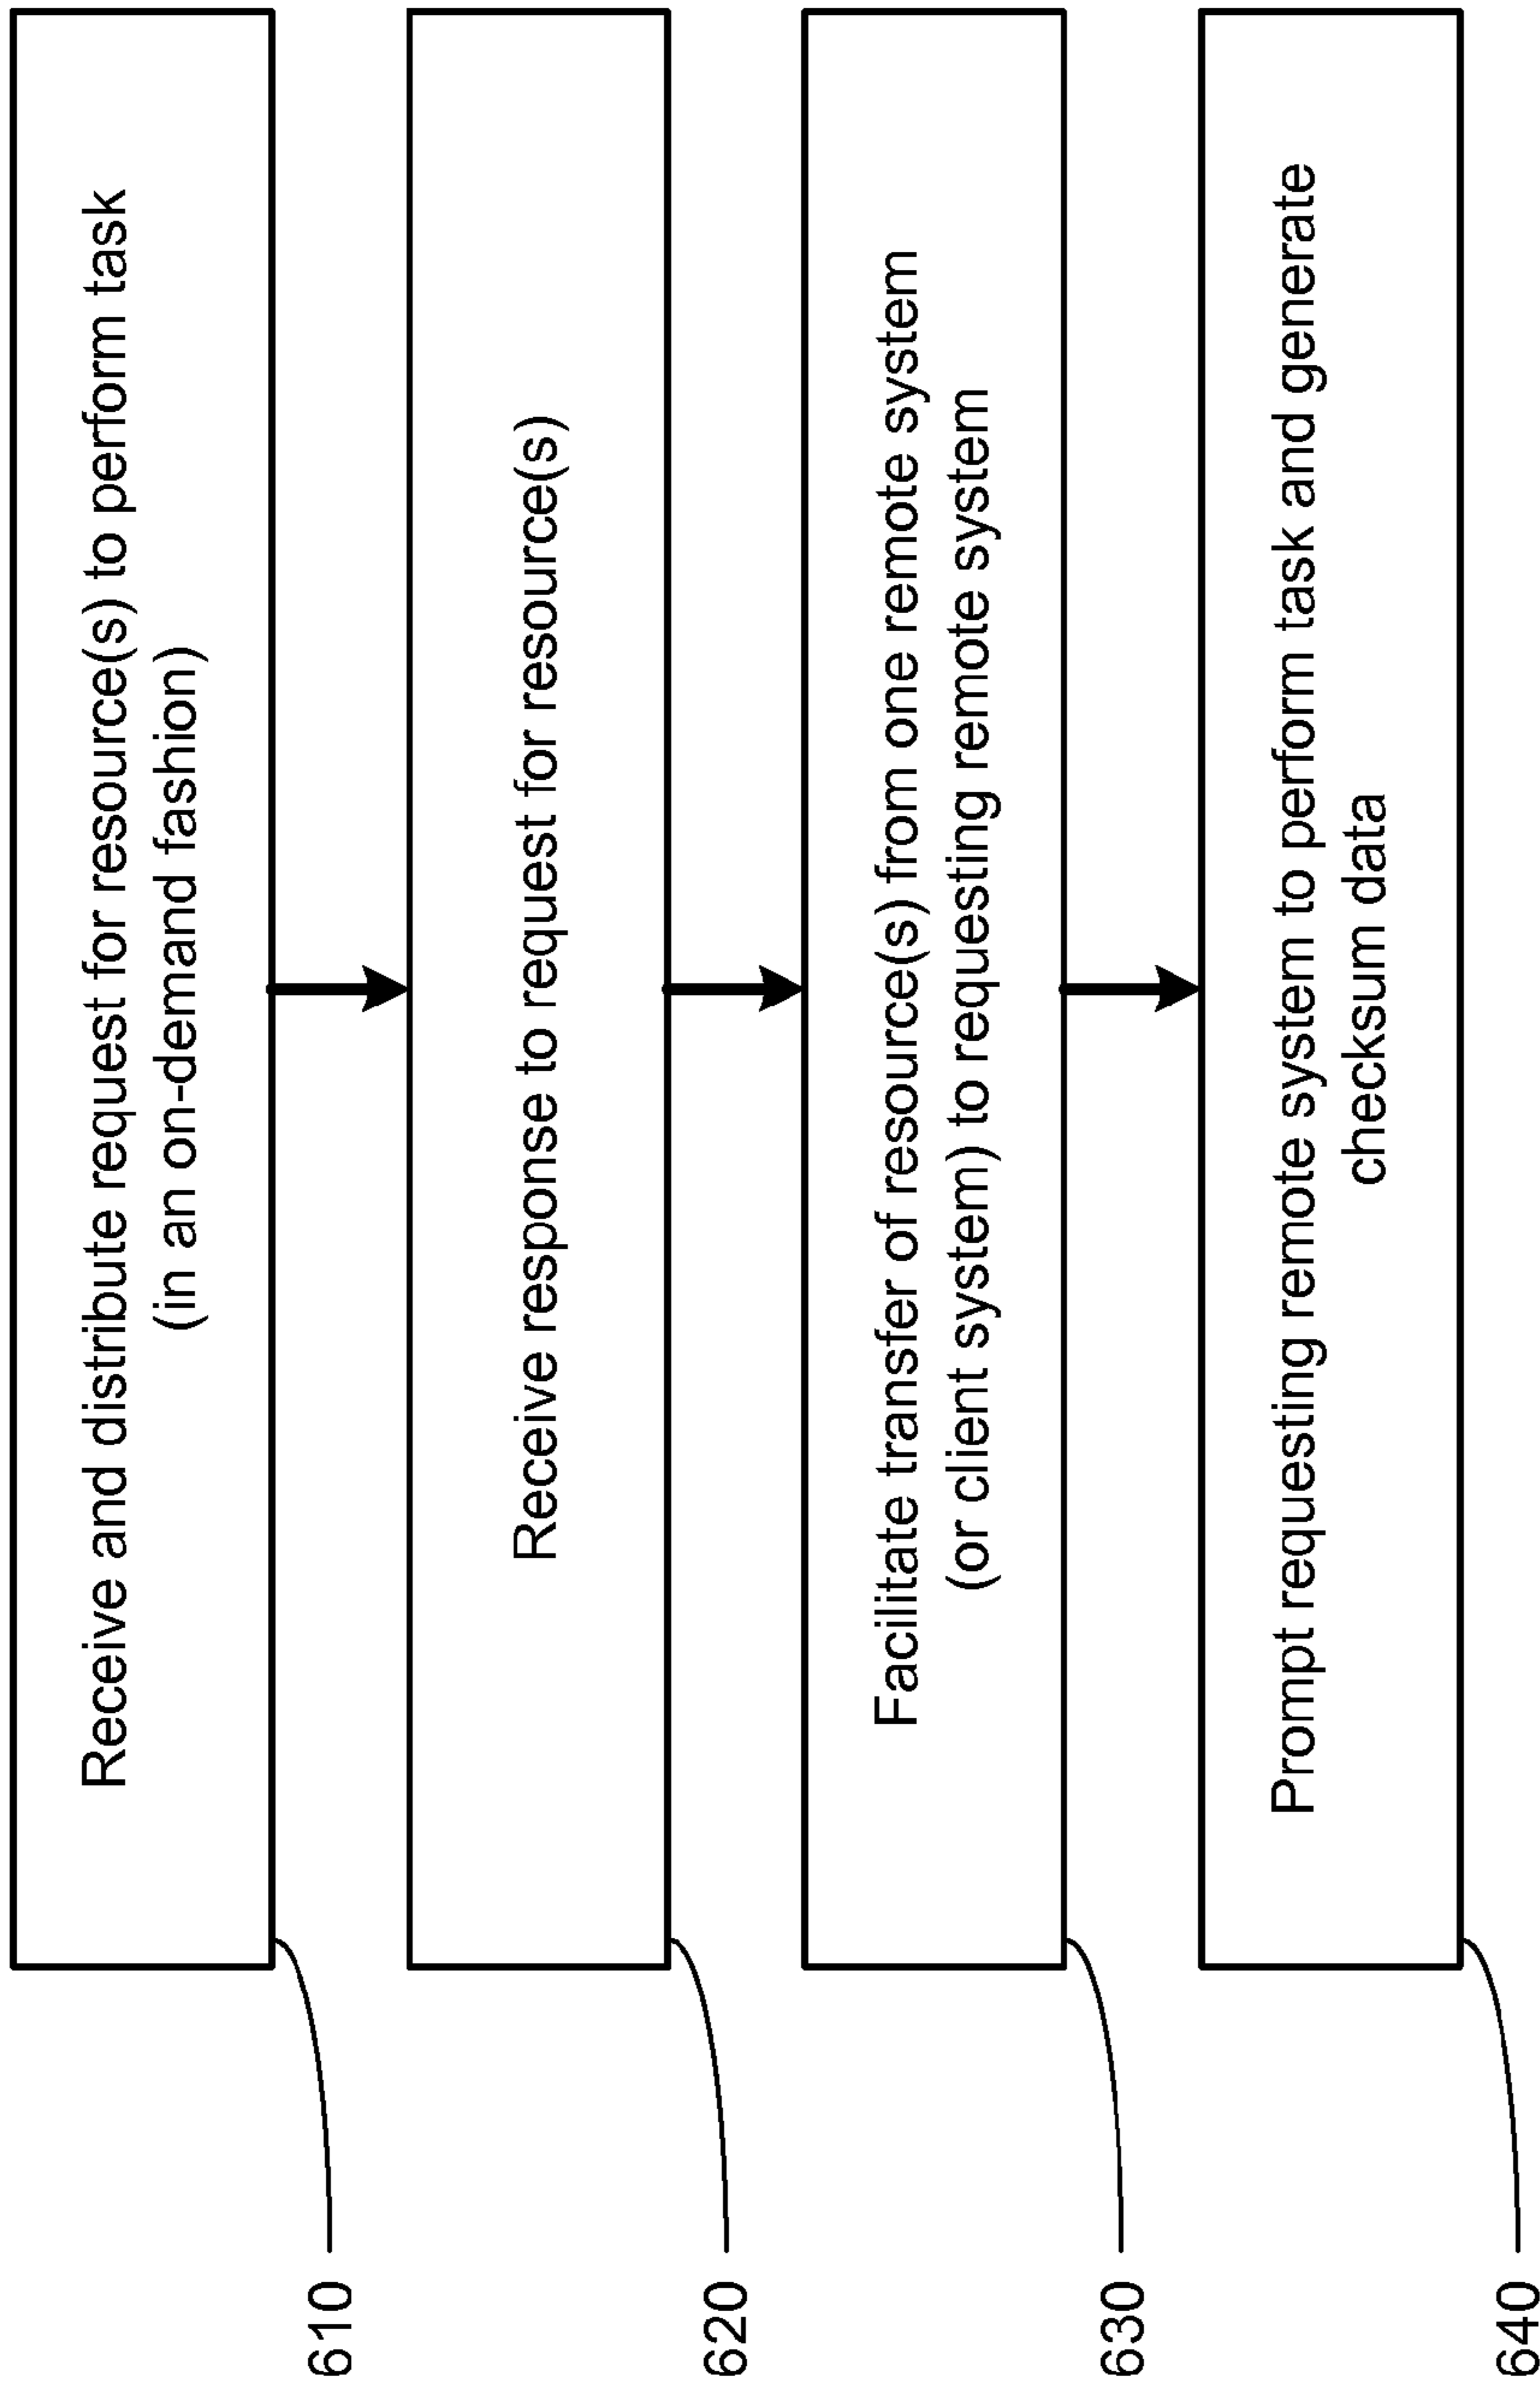 Receive and distribute request for resource(s) to perform task
(in an on-demand fashion)
610
Receive response to request for resource(s)
620
Facilitate transfer of resource(s) from one remote system
(or client system) to requesting remote system
630
Prompt requesting remote system to perform task and generate
checksum data
640